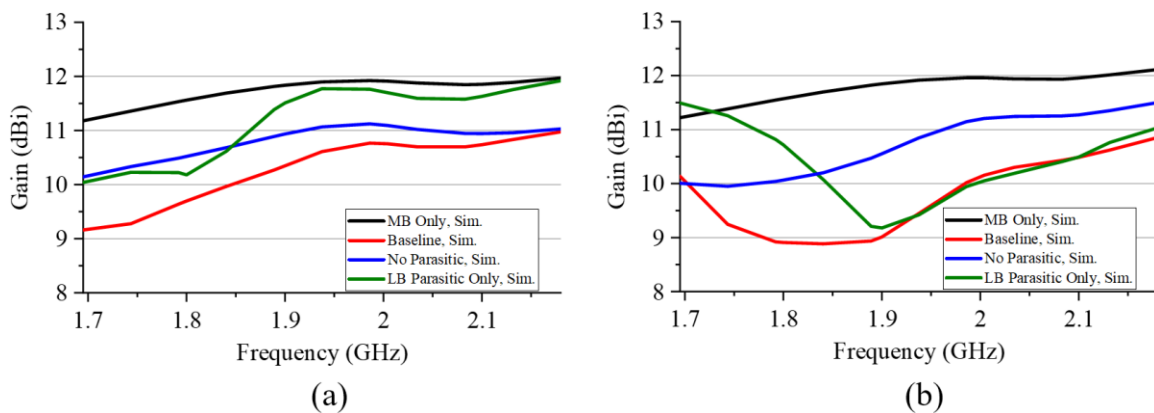 13
12
11
10
9
8
Gain (dBi)
MB Only, Sim.
Baseline, Sim.
No Parasitic, Sim.
LB Parasitic Only, Sim.
1.7 1.8 1.9 2 2.1
Frequency (GHz)
(a)
13
12
11
10
9
8
Gain (dBi)
MB Only, Sim.
Baseline, Sim.
No Parasitic, Sim.
LB Parasitic Only, Sim.
1.7 1.8 1.9 2 2.1
Frequency (GHz)
(b)